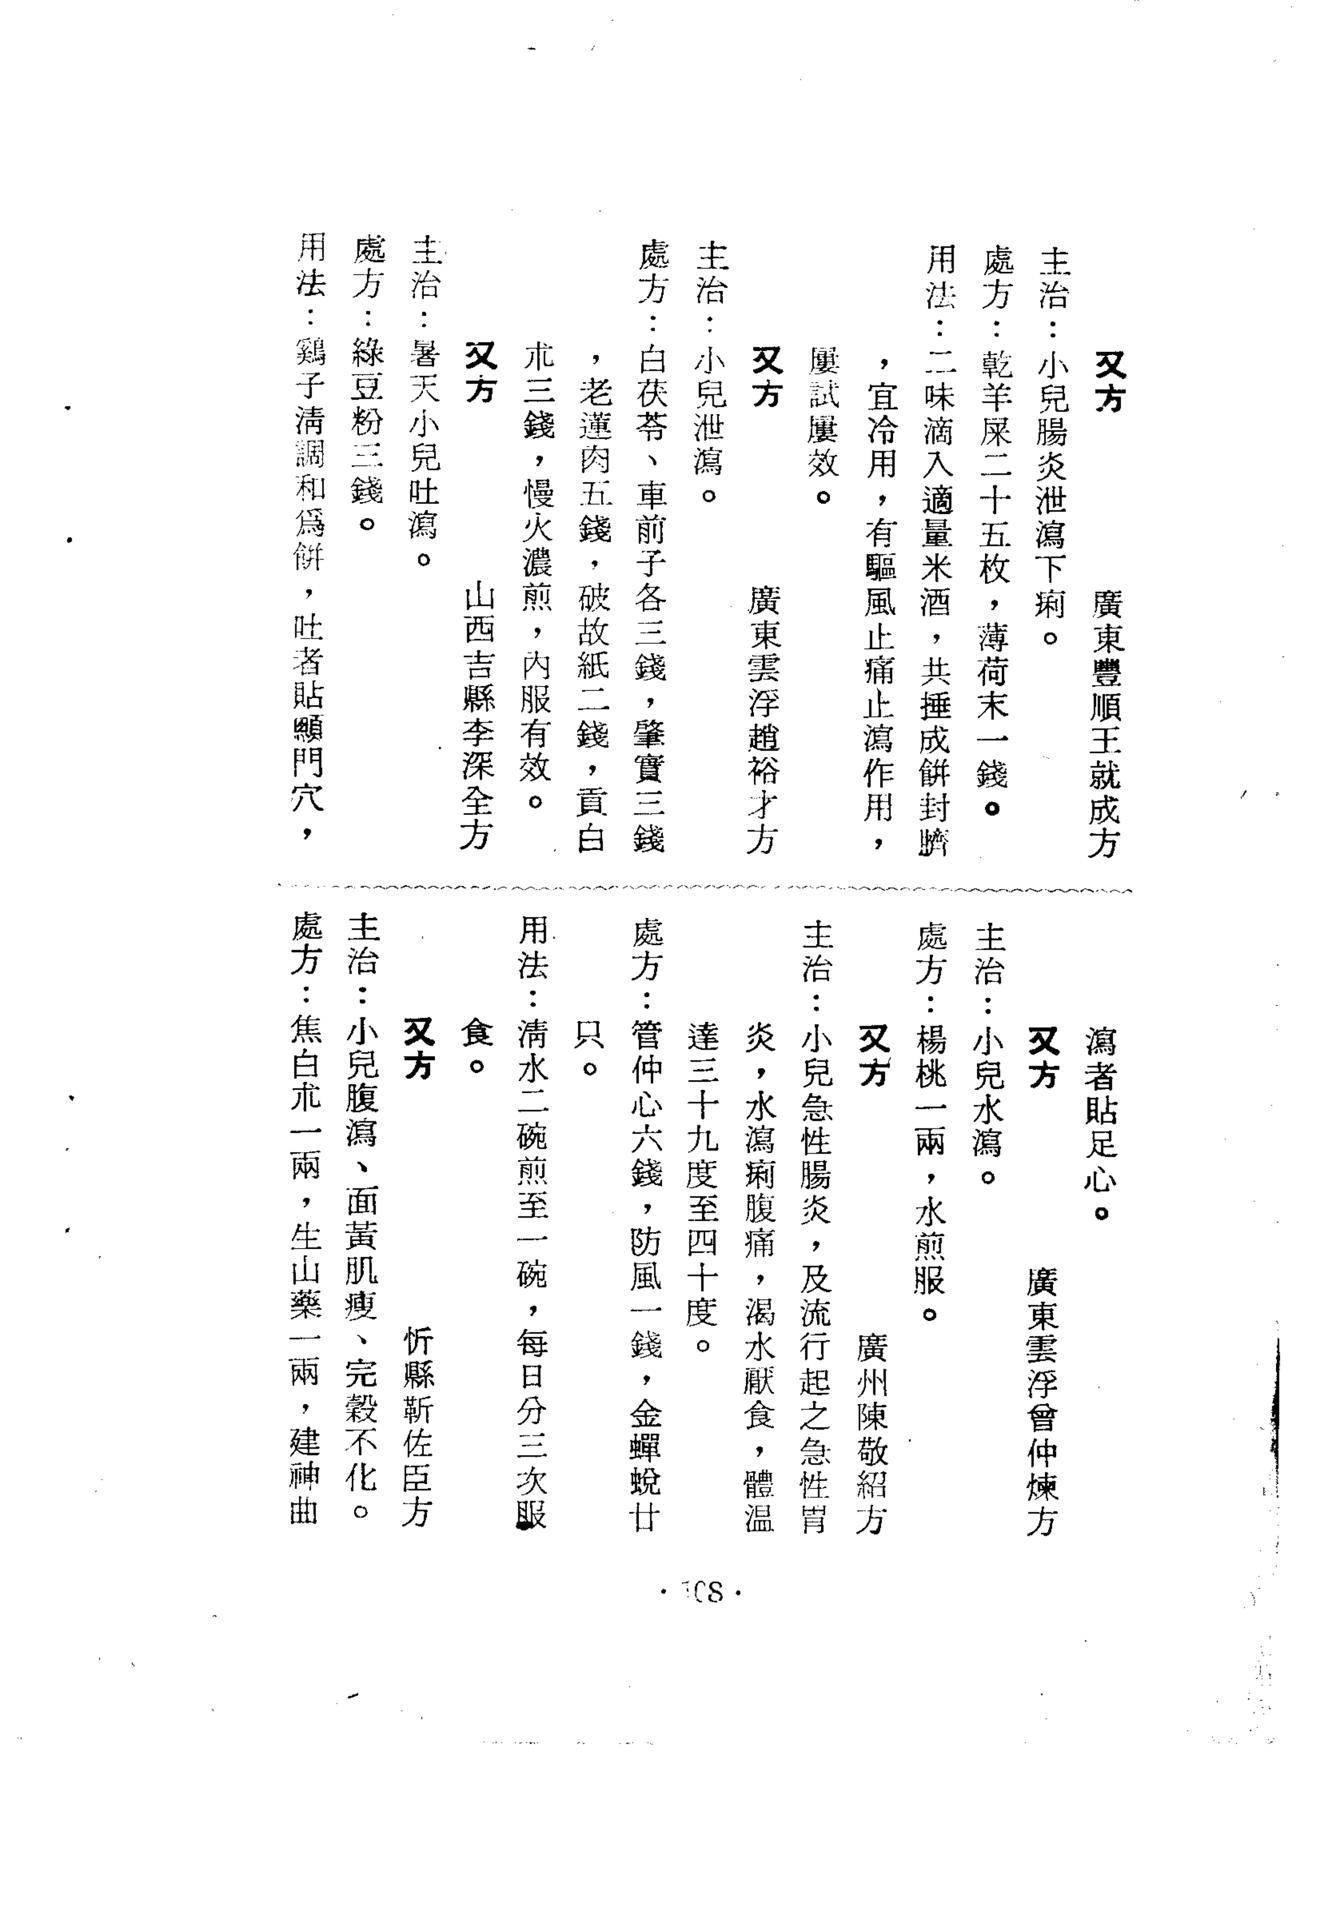 又方　廣東豐順王就成方
主治：小兒腸炎泄瀉下痢。
處方：乾羊屎二十五枚，薄荷末一錢。
用法：二味滴入適量米酒，共捶成餅封臍
，宜冷用，有驅風止痛止瀉作用，
屢試屢效。
又方　廣東雲浮趙裕才方
主治：小兒泄瀉。
處方：白茯苓、車前子各三錢，肇實三錢
，老蓮肉五錢，破故紙二錢，貢白
朮三錢，慢火濃煎，內服有效。
又方　山西吉縣李深全方
主治：暑天小兒吐瀉。
處方：綠豆粉三錢。
用法：鷄子淸調和爲餅，吐者貼顖門穴，
瀉者貼足心。
又方　廣東雲浮曾仲煉方
主治：小兒水瀉。
處方：楊桃一兩，水煎服。
又方　廣州陳敬紹方
主治：小兒急性腸炎，及流行起之急性胃
炎，水瀉痢腹痛，渴水厭食，體温
達三十九度至四十度。
處方：管仲心六錢，防風一錢，金蟬蛻廿
只。
用法：淸水二碗煎至一碗，每日分三次服
食。
又方　忻縣靳佐臣方
主治：小兒腹瀉、面黃肌瘦、完穀不化。
處方：焦白朮一兩，生山藥一兩，建神曲